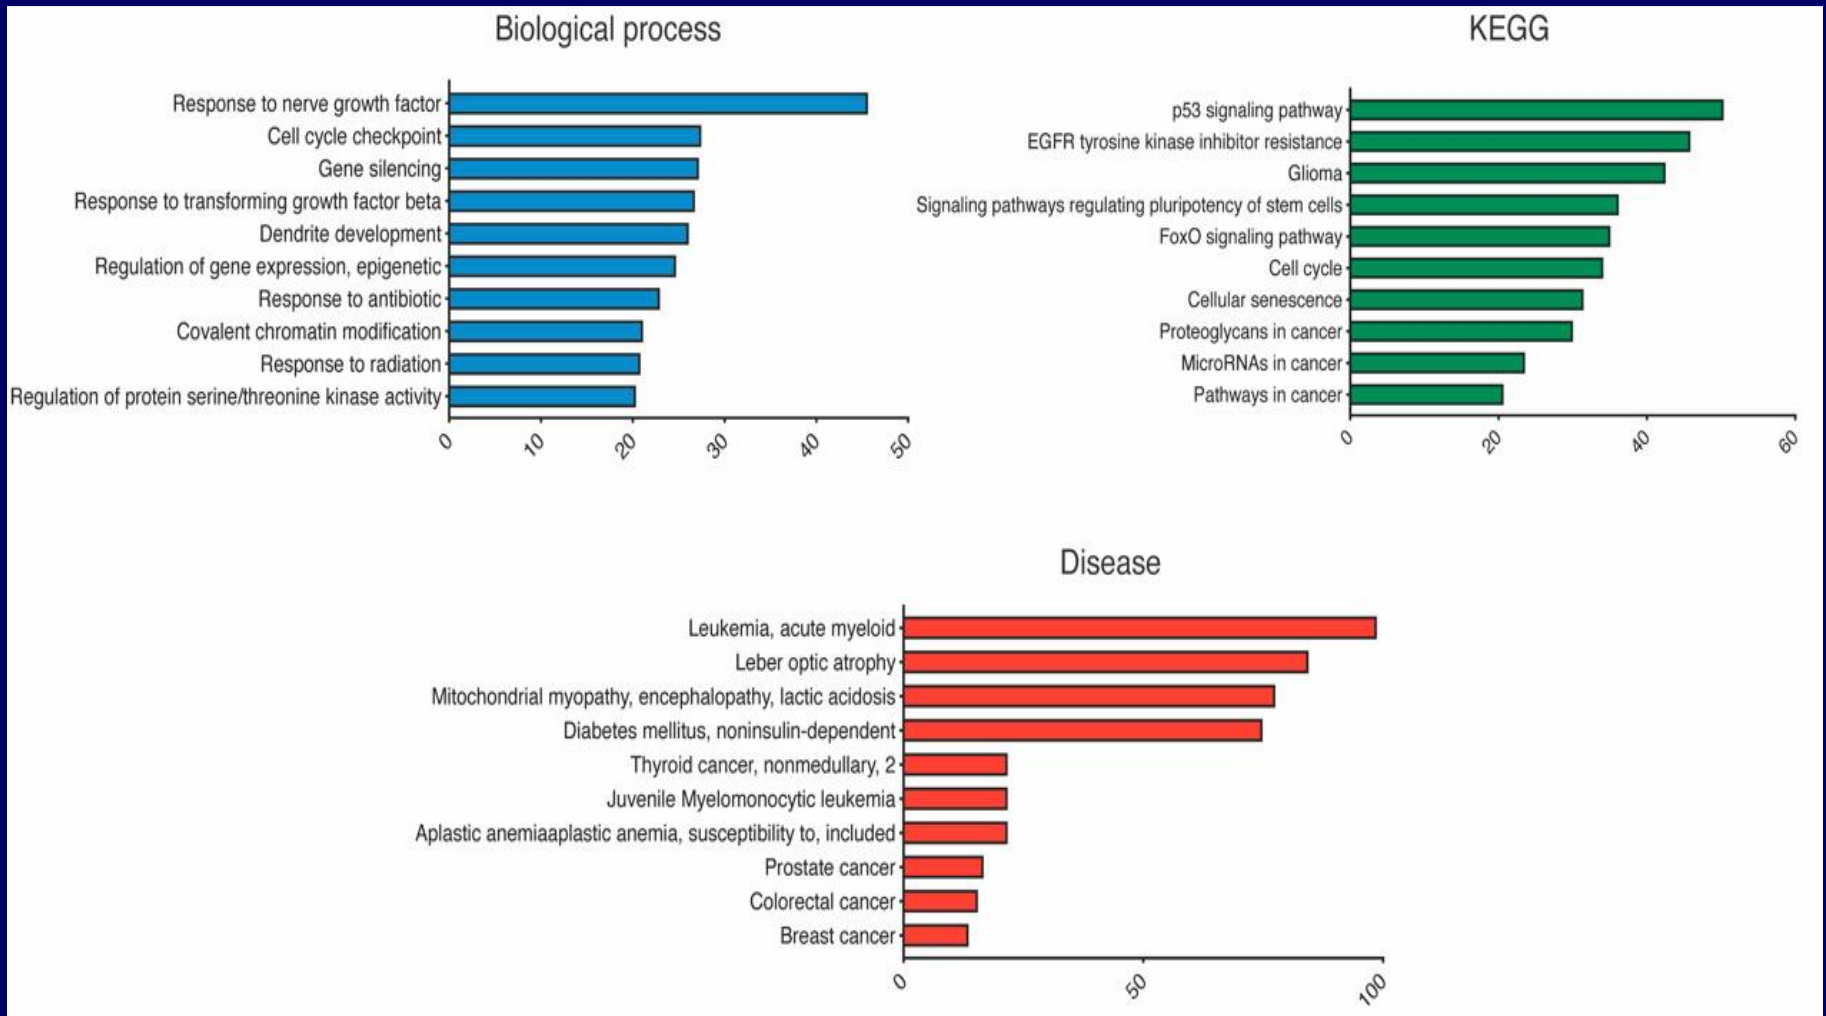 Biological process
Response to nerve growth factor
Cell cycle checkpoint
Gene silencing
Response to transforming growth factor beta
Dendrite development
Regulation of gene expression, epigenetic
Response to antibiotic
Covalent chromatin modification
Response to radiation
Regulation of protein serine/threonine kinase activity
0 10 20 30 40 50
KEGG
p53 signaling pathway
EGFR tyrosine kinase inhibitor resistance
Glioma
Signaling pathways regulating pluripotency of stem cells
FoxO signaling pathway
Cell cycle
Cellular senescence
Proteoglycans in cancer
MicroRNAs in cancer
Pathways in cancer
0 20 40 60
Disease
Leukemia, acute myeloid
Leber optic atrophy
Mitochondrial myopathy, encephalopathy, lactic acidosis
Diabetes mellitus, noninsulin-dependent
Thyroid cancer, nonmedullary, 2
Juvenile Myelomonocytic leukemia
Aplastic anemiaaplastic anemia, susceptibility to, included
Prostate cancer
Colorectal cancer
Breast cancer
0 50 100